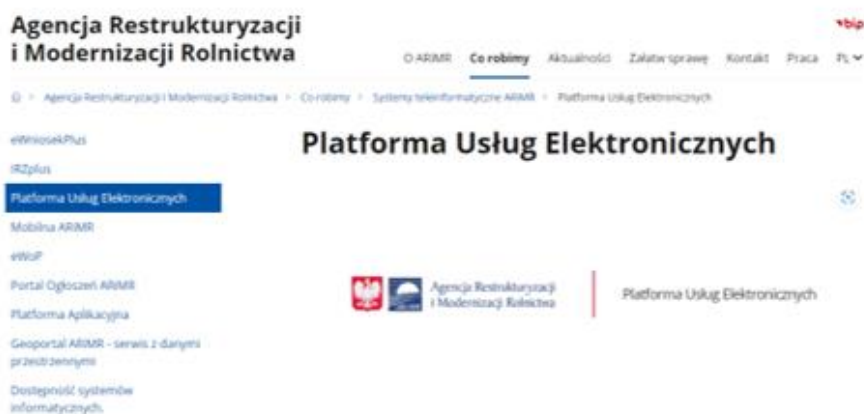 Agencja Restrukturyzacji
i Modernizacji Rolnictwa
bip
O ARiMR Co robimy Aktualności Załatw sprawę Kontakt Praca PL
Agencja Restrukturyzacji i Modernizacji Rolnictwa > Co robimy > Systemy teleinformatyczne ARiMR > Platforma Usług Elektronicznych
eWniosekPlus
IRZplus
Platforma Usług Elektronicznych
Mobilna ARiMR
eWoP
Portal Ogłoszeń ARiMR
Platforma Aplikacyjna
Geoportal ARiMR - serwis z danymi
przestrzennymi
Dostępność systemów
informatycznych.
Platforma Usług Elektronicznych
Agencja Restrukturyzacji
i Modernizacji Rolnictwa
Platforma Usług Elektronicznych